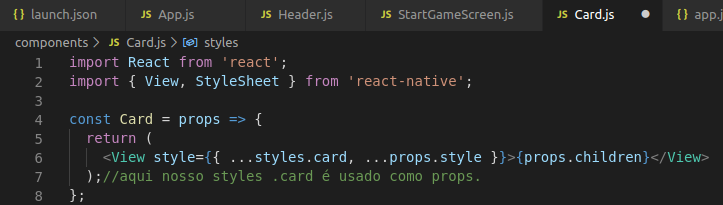 {} launch.json JS App.js JS Header.js JS StartGameScreen.js JS Card.js {} app.j
components > JS Card.js > styles
1 import React from 'react';
2 import { View, StyleSheet } from 'react-native';
3
4 const Card = props => {
5 return (
6 <View style={{ ...styles.card, ...props.style }}>{props.children}</View>
7 );//aqui nosso styles .card é usado como props.
8 };